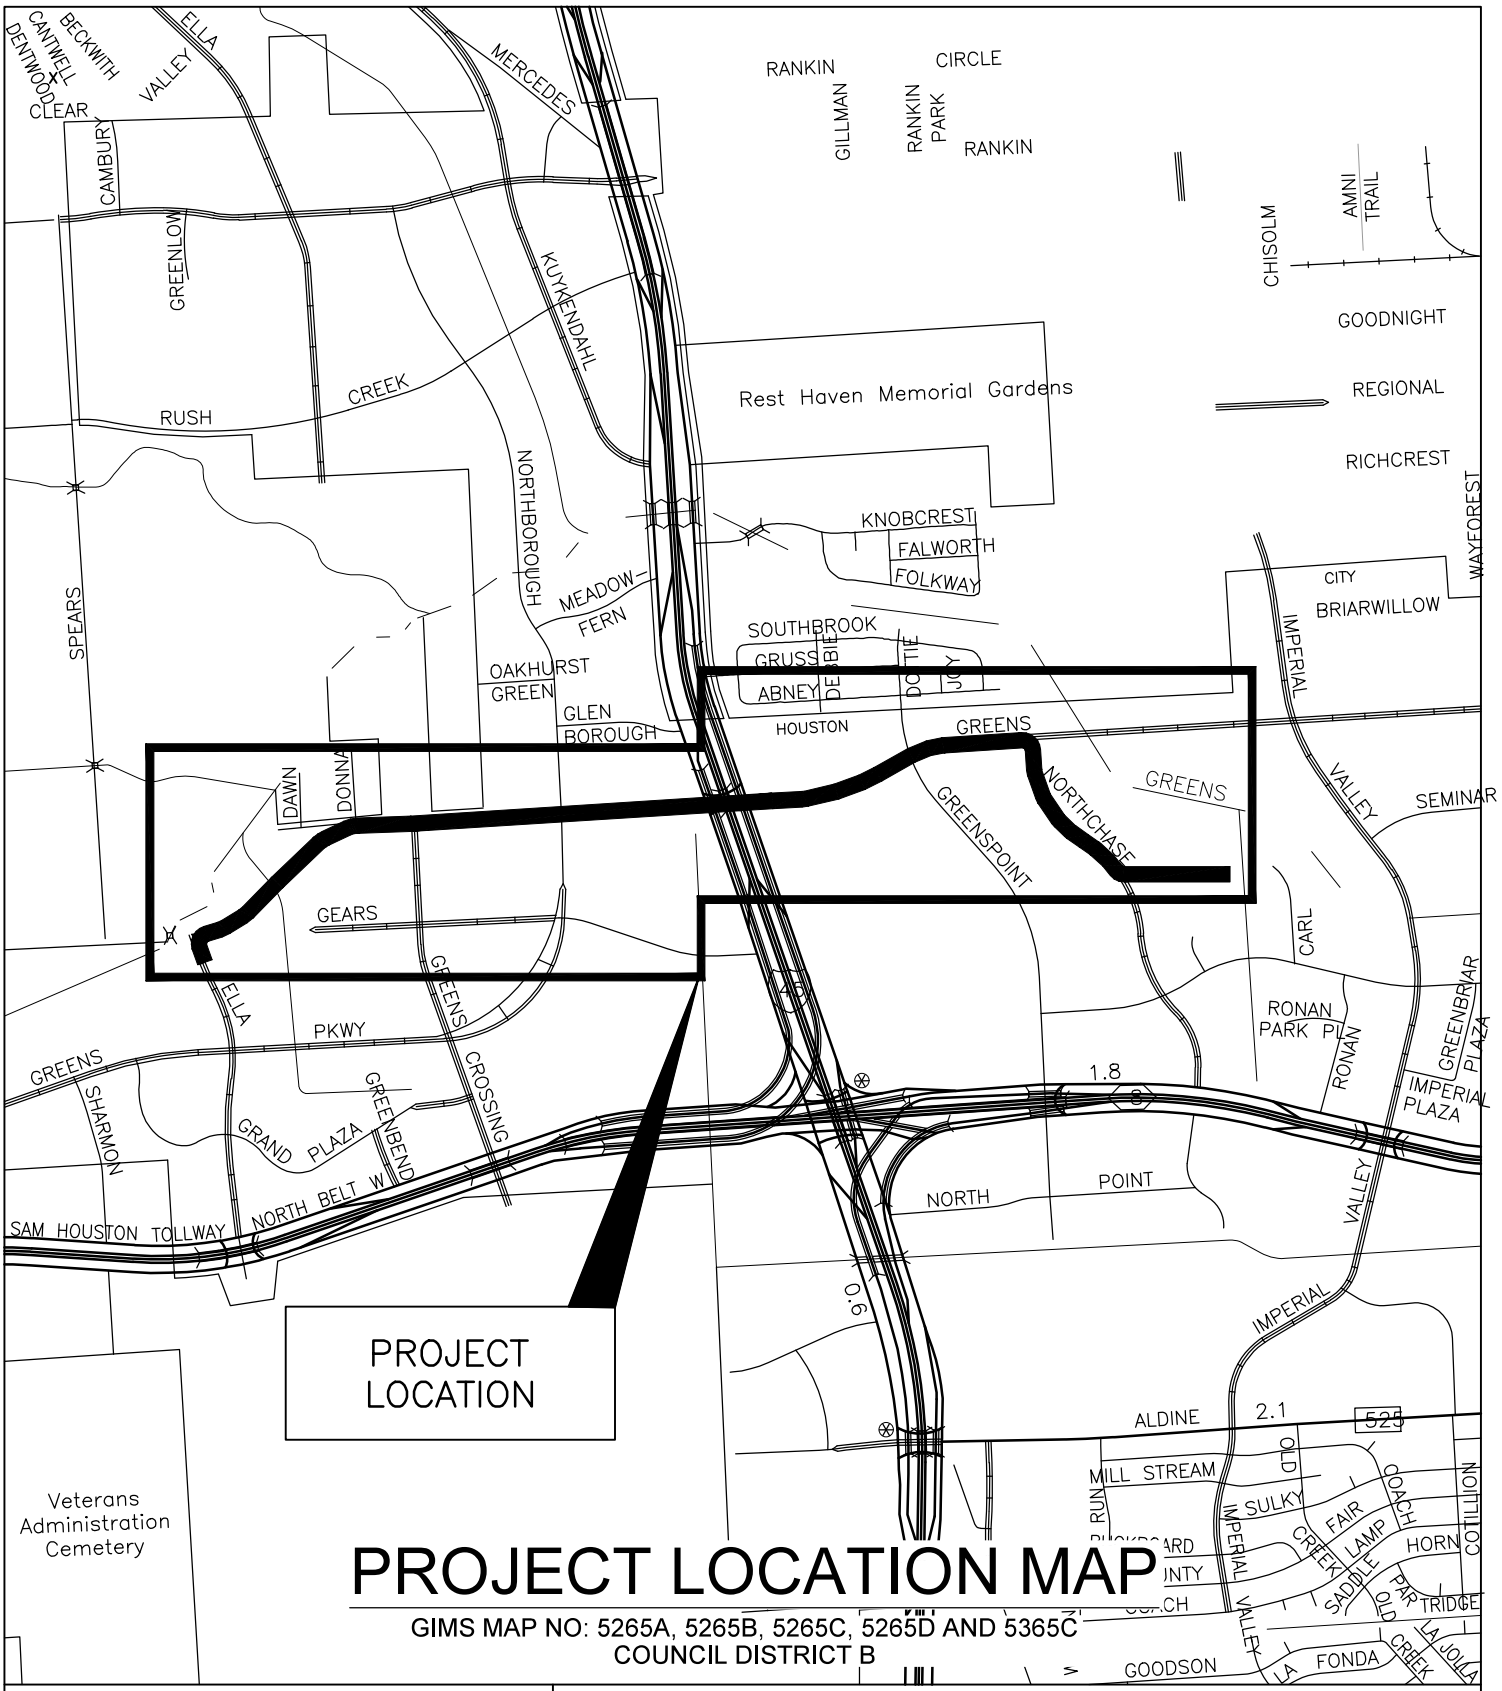 BECKWITH
CANTWELL
DENTWOOD
CLEAR
ELLA
VALLEY
MERCEDES
CAMBURY
GREENLOW
RANKIN
CIRCLE
GILLMAN
RANKIN
PARK
RANKIN
AMNI
TRAIL
CHISOLM
KUYKENDAHL
GOODNIGHT
REGIONAL
RICHCREST
WAYFOREST
Rest Haven Memorial Gardens
RUSH
CREEK
NORTHBOROUGH
SPEARS
KNOBCREST
FALWORTH
FOLKWAY
MEADOW-
FERN
CITY
BRIARWILLOW
IMPERIAL
SOUTHBROOK
GRUSS
ABNEY
DEBBIE
DOTTIE
JOY
OAKHURST
GREEN
GLEN
BOROUGH
HOUSTON
GREENS
DAWN
DONNA
NORTHCHASE
GREENS
VALLEY
SEMINAR
GREENSPOINT
GEARS
CARL
GREENS
ELLA
45
RONAN
PARK PL
RONAN
GREENBRIAR
PLAZA
PKWY
GREENS
CROSSING
SHARMON
GREENBEND
GRAND
PLAZA
1.8
8
IMPERIAL
PLAZA
NORTH
POINT
VALLEY
SAM HOUSTON TOLLWAY
NORTH BELT W
0.6
IMPERIAL
PROJECT
LOCATION
ALDINE
2.1
525
MILL STREAM
OLD
COACH
COTILLION
RUN
SULKY
FAIR
LAMP
HORN
IMPERIAL
CREEK
SADDLE
Veterans
Administration
Cemetery
PAR
TRIDGE
OLD
CREEK
LA JOLLA
VALLEY
PROJECT LOCATION MAP
GIMS MAP NO: 5265A, 5265B, 5265C, 5265D AND 5365C
COUNCIL DISTRICT B
GOODSON
LA
FONDA